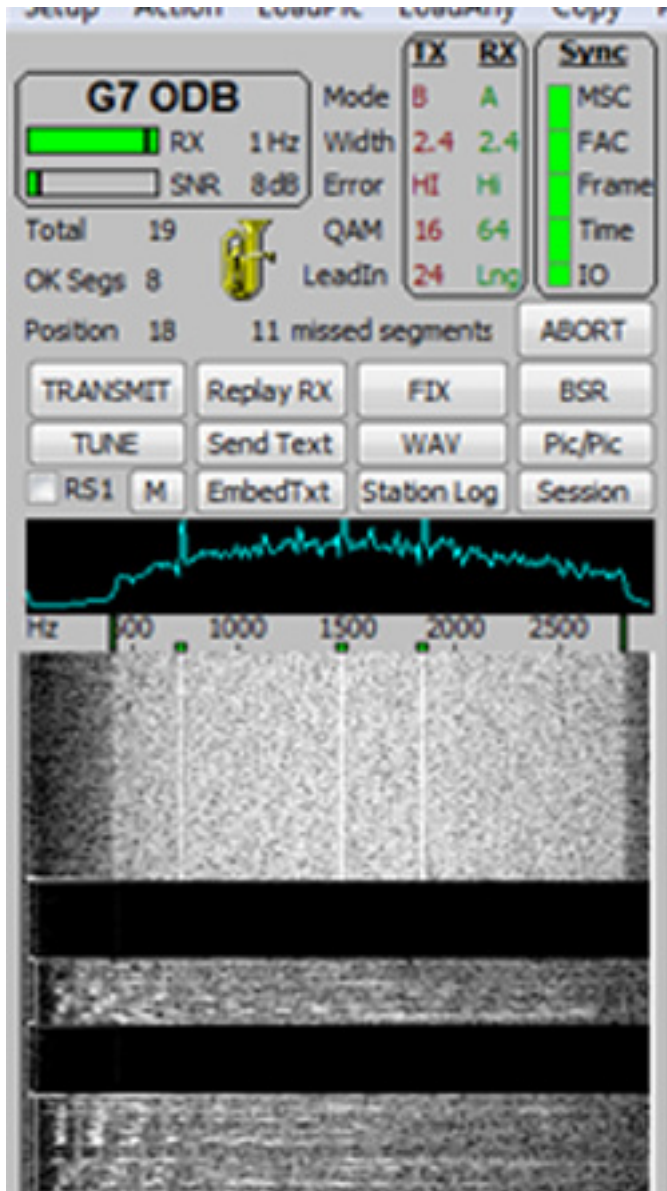 Setup Action LoadPic LoadAny Copy
TX RX Sync
G7 ODB Mode B A MSC
RX 1 Hz Width 2.4 2.4 FAC
SNR 8dB Error HI Hi Frame
Total 19 QAM 16 64 Time
OK Segs 8 LeadIn 24 Lng IO
Position 18 11 missed segments ABORT
TRANSMIT Replay RX FIX BSR
TUNE Send Text WAV Pic/Pic
RS1 M EmbedTxt Station Log Session
Hz 500 1000 1500 2000 2500